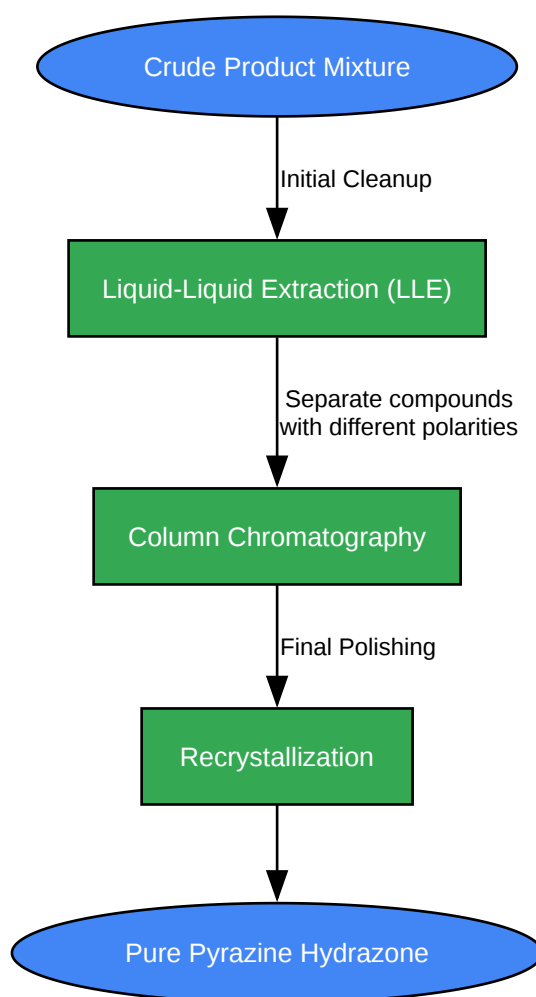 Crude Product Mixture
Initial Cleanup
Liquid-Liquid Extraction (LLE)
Separate compounds
with different polarities
Column Chromatography
Final Polishing
Recrystallization
Pure Pyrazine Hydrazone